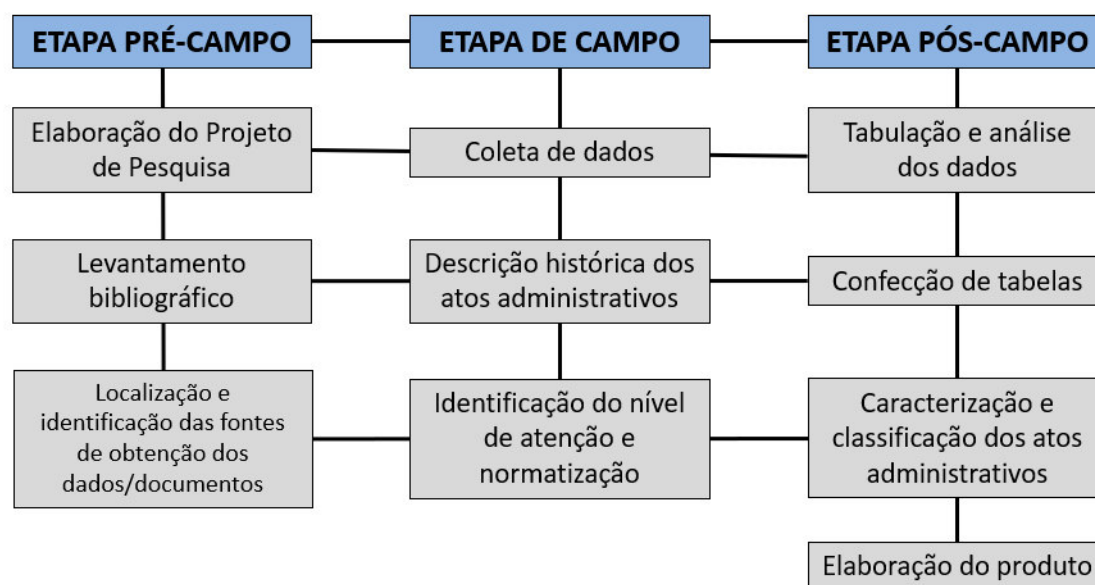 ETAPA PRÉ-CAMPO
ETAPA DE CAMPO
ETAPA PÓS-CAMPO
Elaboração do Projeto
de Pesquisa
Coleta de dados
Tabulação e análise
dos dados
Levantamento
bibliográfico
Descrição histórica dos
atos administrativos
Confecção de tabelas
Localização e
identificação das fontes
de obtenção dos
dados/documentos
Identificação do nível
de atenção e
normatização
Caracterização e
classificação dos atos
administrativos
Elaboração do produto